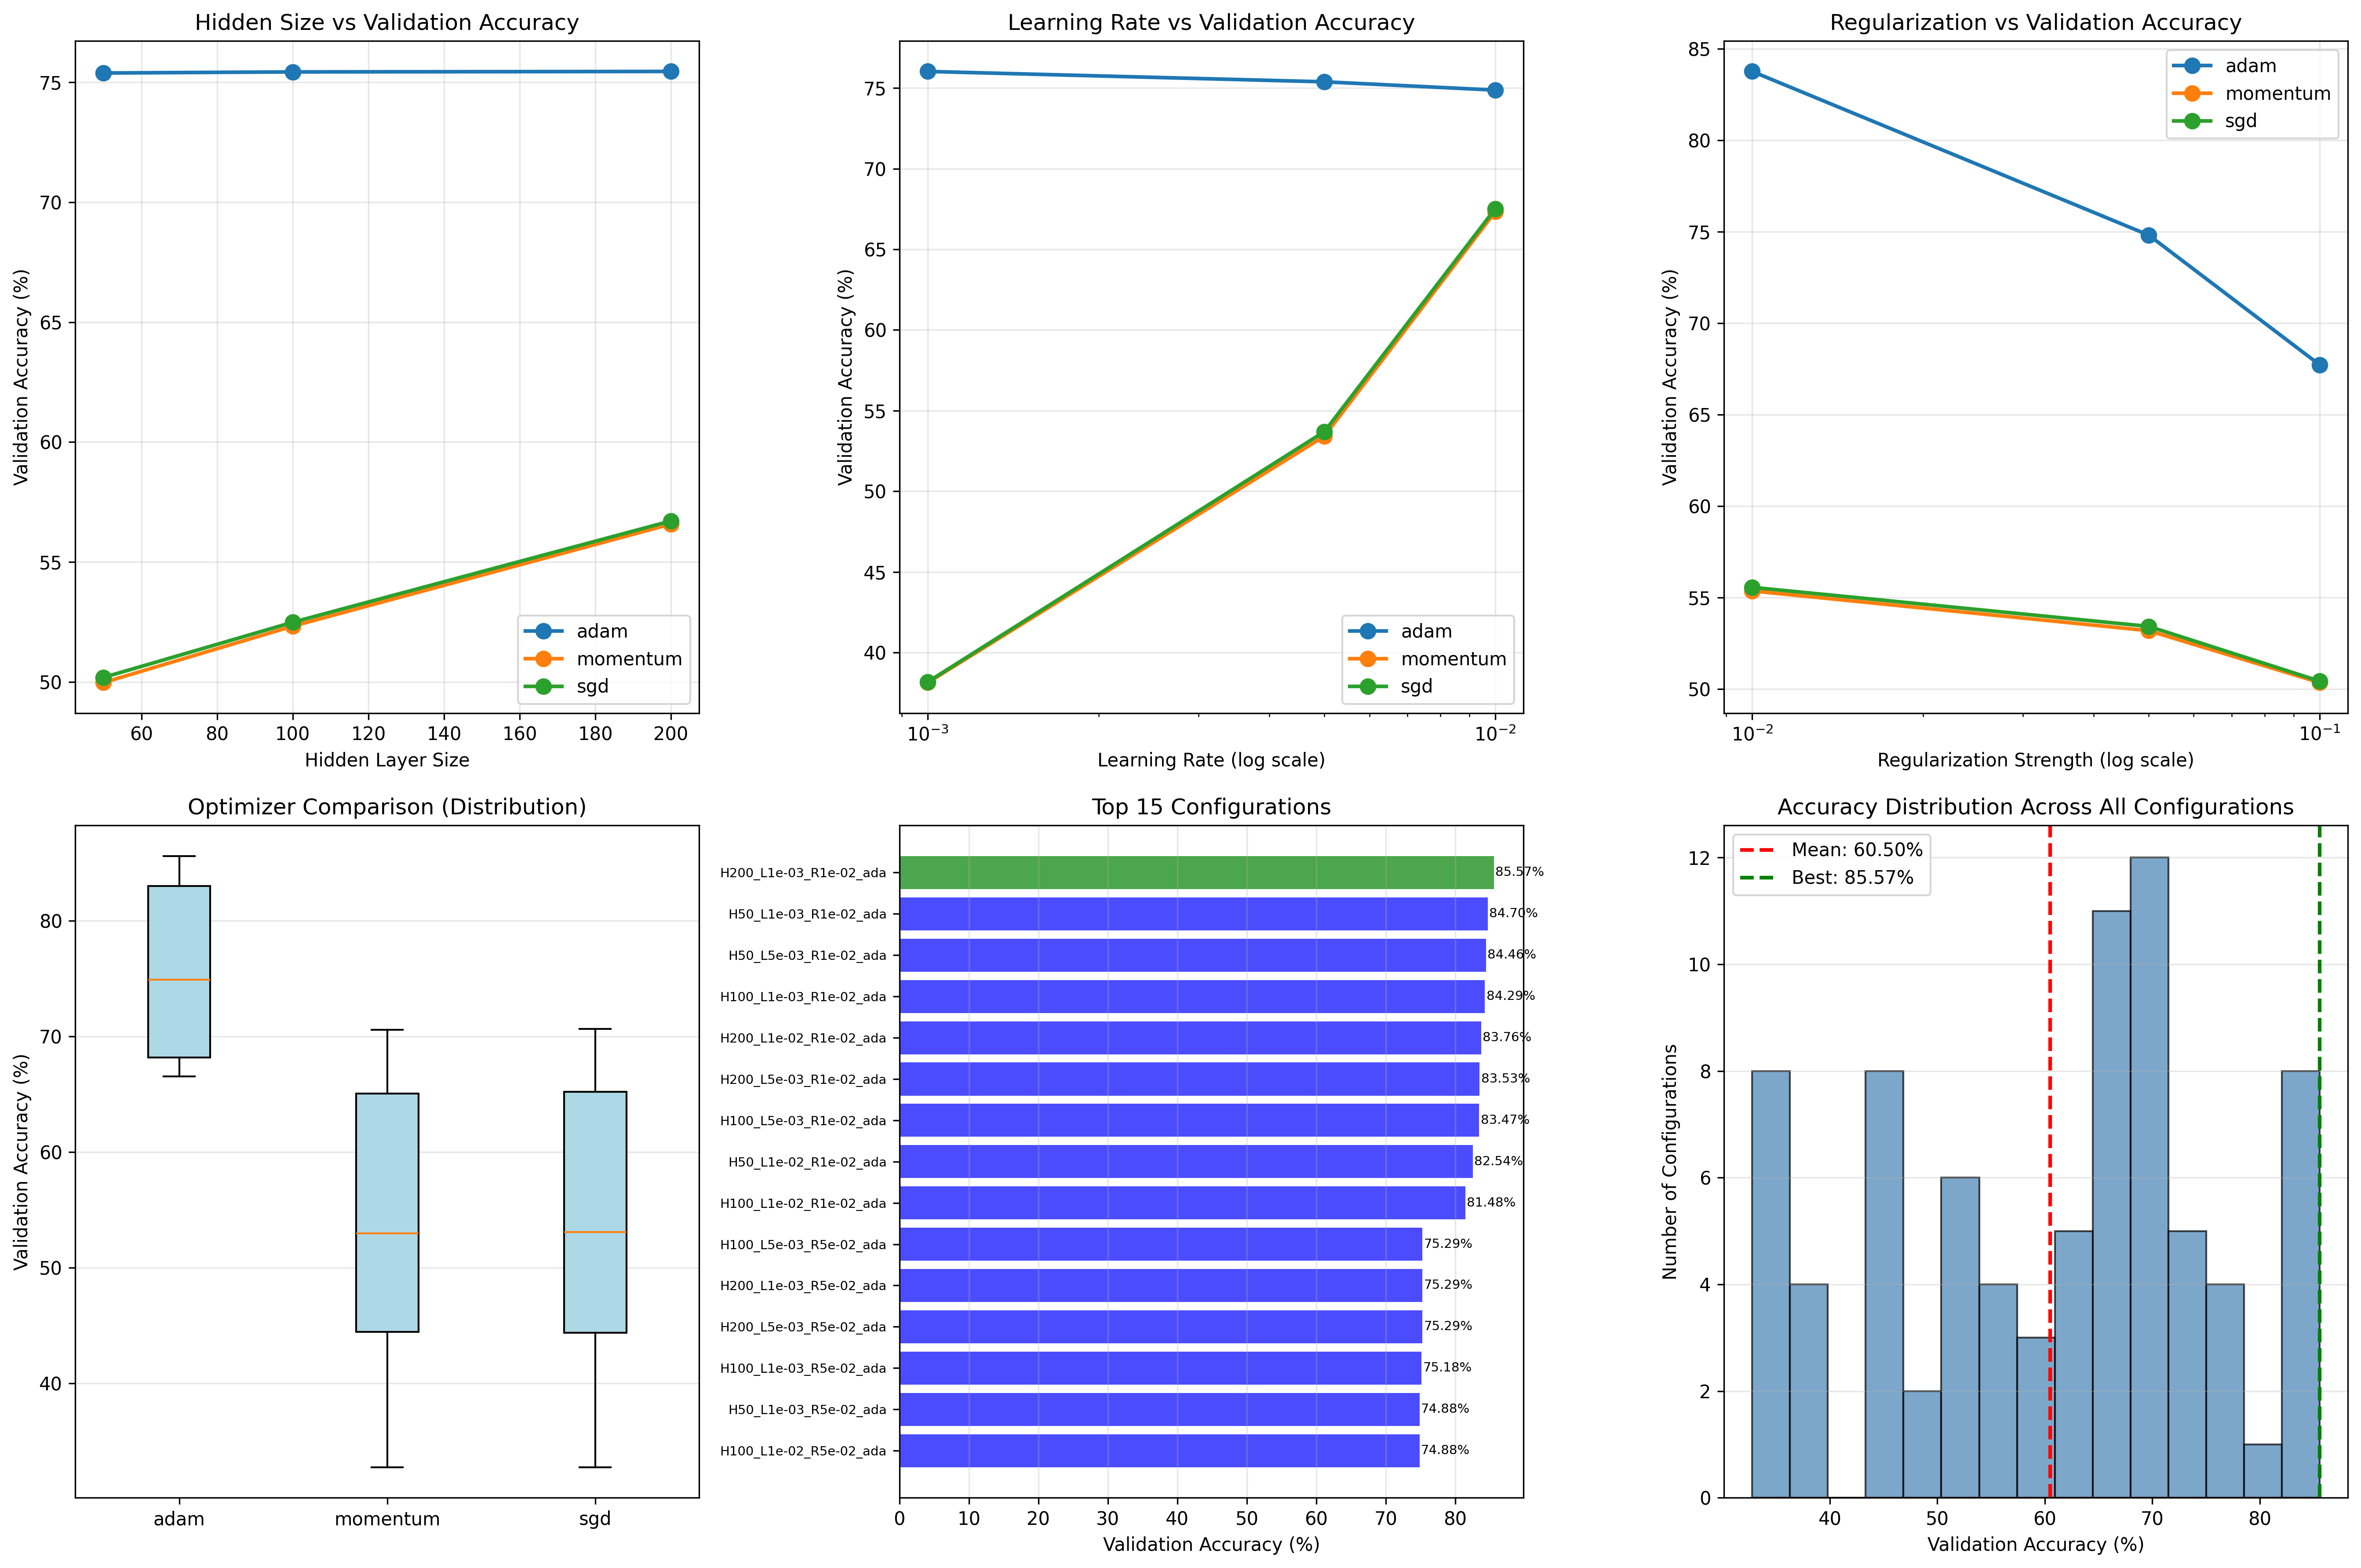 Hidden Size vs Validation Accuracy
Validation Accuracy (%)
75
70
65
60
55
50
adam
momentum
sgd
60 80 100 120 140 160 180 200
Hidden Layer Size
Learning Rate vs Validation Accuracy
Validation Accuracy (%)
75
70
65
60
55
50
45
40
adam
momentum
sgd
10⁻³ 10⁻²
Learning Rate (log scale)
Regularization vs Validation Accuracy
Validation Accuracy (%)
85
80
75
70
65
60
55
50
adam
momentum
sgd
10⁻² 10⁻¹
Regularization Strength (log scale)
Optimizer Comparison (Distribution)
Validation Accuracy (%)
80
70
60
50
40
adam momentum sgd
Top 15 Configurations
H200_L1e-03_R1e-02_ada 85.57%
H50_L1e-03_R1e-02_ada 84.70%
H50_L5e-03_R1e-02_ada 84.46%
H100_L1e-03_R1e-02_ada 84.29%
H200_L1e-02_R1e-02_ada 83.76%
H200_L5e-03_R1e-02_ada 83.53%
H100_L5e-03_R1e-02_ada 83.47%
H50_L1e-02_R1e-02_ada 82.54%
H100_L1e-02_R1e-02_ada 81.48%
H100_L5e-03_R5e-02_ada 75.29%
H200_L1e-03_R5e-02_ada 75.29%
H200_L5e-03_R5e-02_ada 75.29%
H100_L1e-03_R5e-02_ada 75.18%
H50_L1e-03_R5e-02_ada 74.88%
H100_L1e-02_R5e-02_ada 74.88%
0 10 20 30 40 50 60 70 80
Validation Accuracy (%)
Accuracy Distribution Across All Configurations
Mean: 60.50%
Best: 85.57%
Number of Configurations
12
10
8
6
4
2
0
40 50 60 70 80
Validation Accuracy (%)